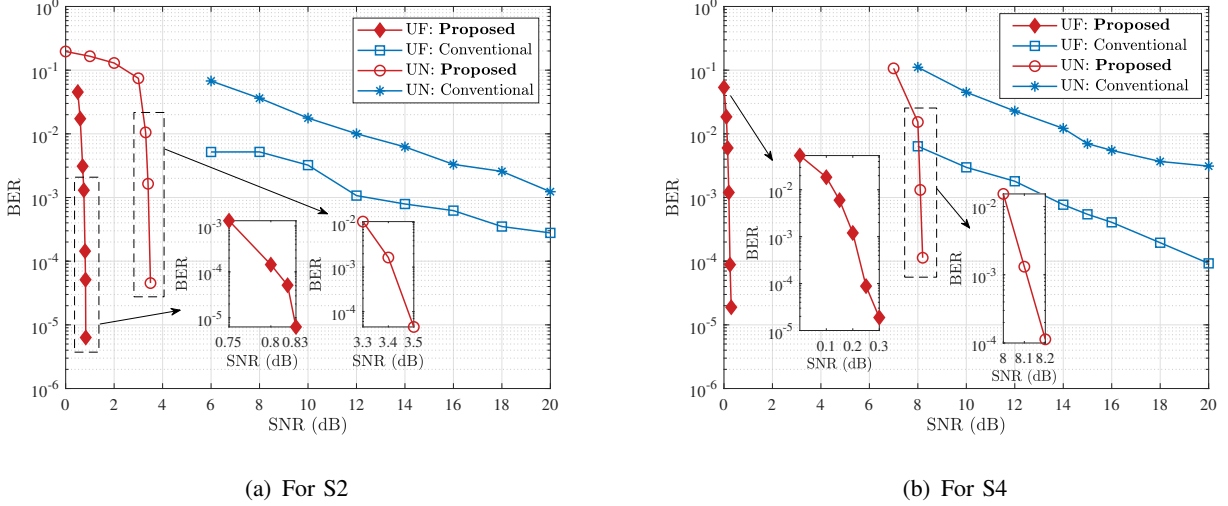 10^0
10^-1
10^-2
10^-3
10^-4
10^-5
10^-6
BER
0 2 4 6 8 10 12 14 16 18 20
SNR (dB)
UF: Proposed
UF: Conventional
UN: Proposed
UN: Conventional
10^-3
10^-4
10^-5
BER
0.75 0.8 0.83
SNR (dB)
10^-2
10^-3
10^-4
BER
3.3 3.4 3.5
SNR (dB)
(a) For S2
10^0
10^-1
10^-2
10^-3
10^-4
10^-5
10^-6
BER
0 2 4 6 8 10 12 14 16 18 20
SNR (dB)
UF: Proposed
UF: Conventional
UN: Proposed
UN: Conventional
10^-2
10^-3
10^-4
10^-5
BER
0.1 0.2 0.3
SNR (dB)
10^-2
10^-3
10^-4
BER
8 8.1 8.2
SNR (dB)
(b) For S4